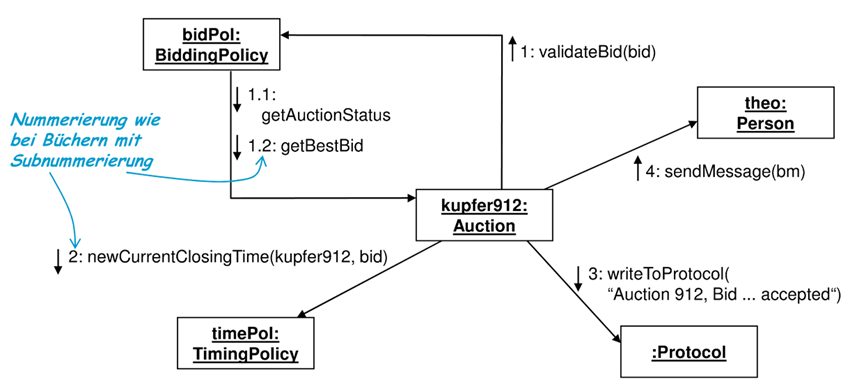 bidPol:
BiddingPolicy
1: validateBid(bid)
1.1:
getAuctionStatus
1.2: getBestBid
Nummerierung wie
bei Büchern mit
Subnummerierung
theo:
Person
4: sendMessage(bm)
kupfer912:
Auction
2: newCurrentClosingTime(kupfer912, bid)
3: writeToProtocol(
“Auction 912, Bid ... accepted“)
timePol:
TimingPolicy
:Protocol